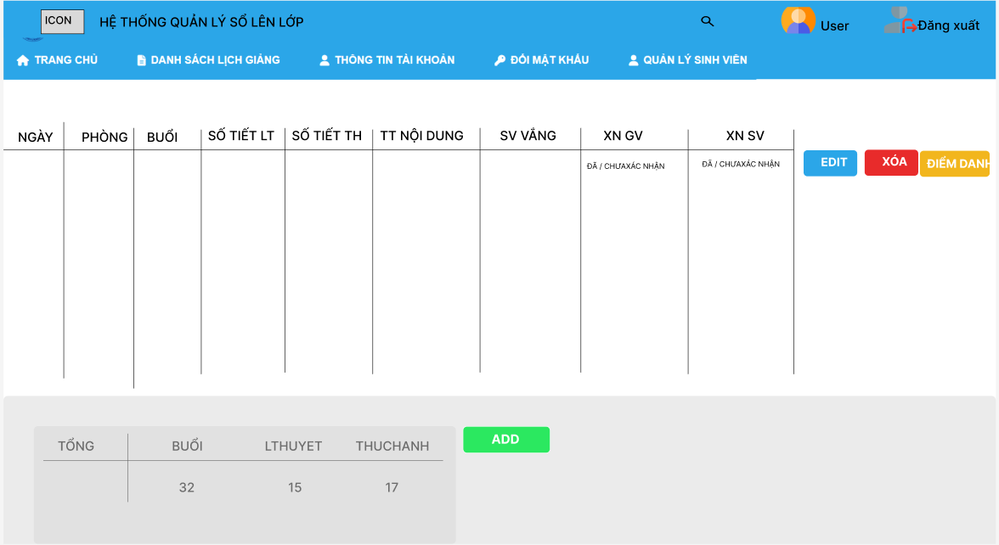 ICON
HỆ THỐNG QUẢN LÝ SỔ LÊN LỚP
User
Đăng xuất
TRANG CHỦ
DANH SÁCH LỊCH GIẢNG
THÔNG TIN TÀI KHOẢN
ĐỔI MẬT KHẨU
QUẢN LÝ SINH VIÊN
NGÀY
PHÒNG
BUỔI
SỐ TIẾT LT
SỐ TIẾT TH
TT NỘI DUNG
SV VẮNG
XN GV
XN SV
ĐÃ / CHƯAXÁC NHẬN
ĐÃ / CHƯAXÁC NHẬN
EDIT
XÓA
ĐIỂM DANH
TỔNG
BUỔI
LTHUYET
THUCHANH
ADD
32
15
17